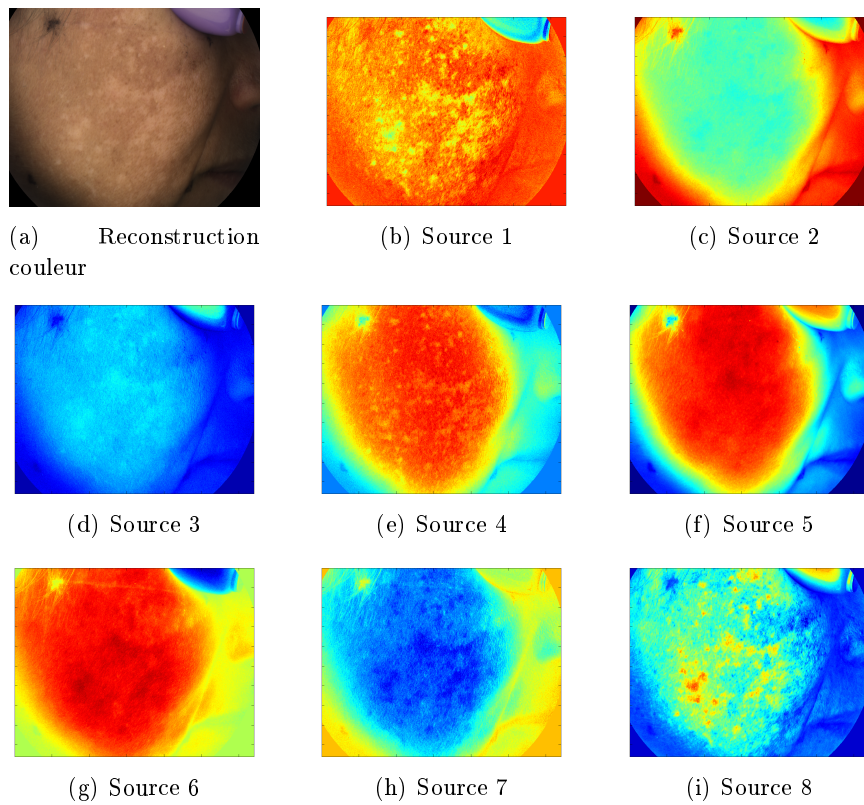 (a) Reconstruction
couleur
(b) Source 1
(c) Source 2
(d) Source 3
(e) Source 4
(f) Source 5
(g) Source 6
(h) Source 7
(i) Source 8